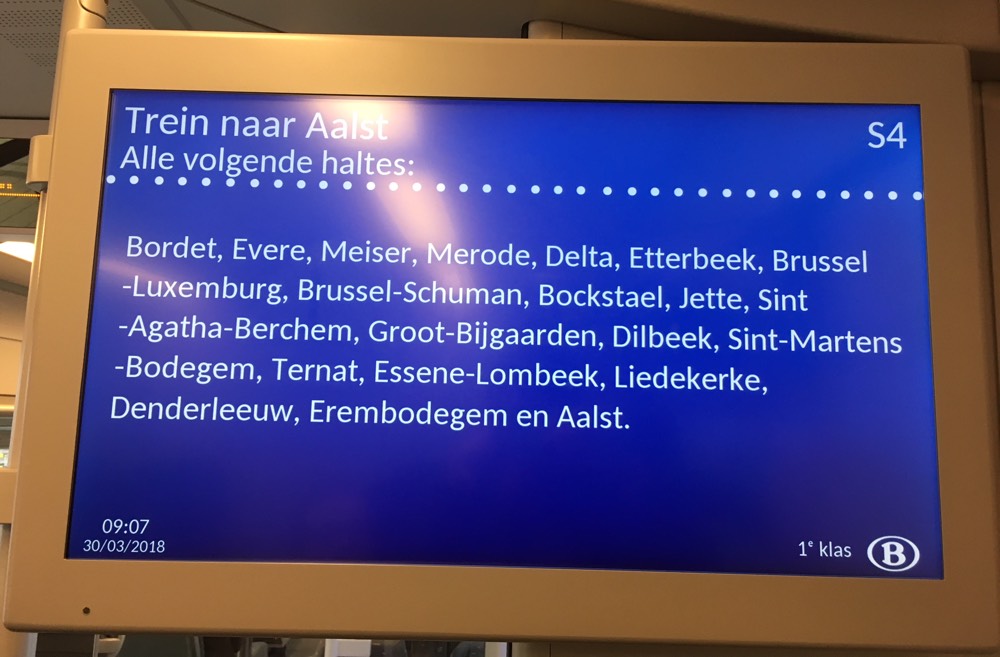 Trein naar Aalst
S4
Alle volgende haltes:
Bordet, Evere, Meiser, Merode, Delta, Etterbeek, Brussel
-Luxemburg, Brussel-Schuman, Bockstael, Jette, Sint
-Agatha-Berchem, Groot-Bijgaarden, Dilbeek, Sint-Martens
-Bodegem, Ternat, Essene-Lombeek, Liedekerke,
Denderleeuw, Erembodegem en Aalst.
09:07
30/03/2018
1e klas
B